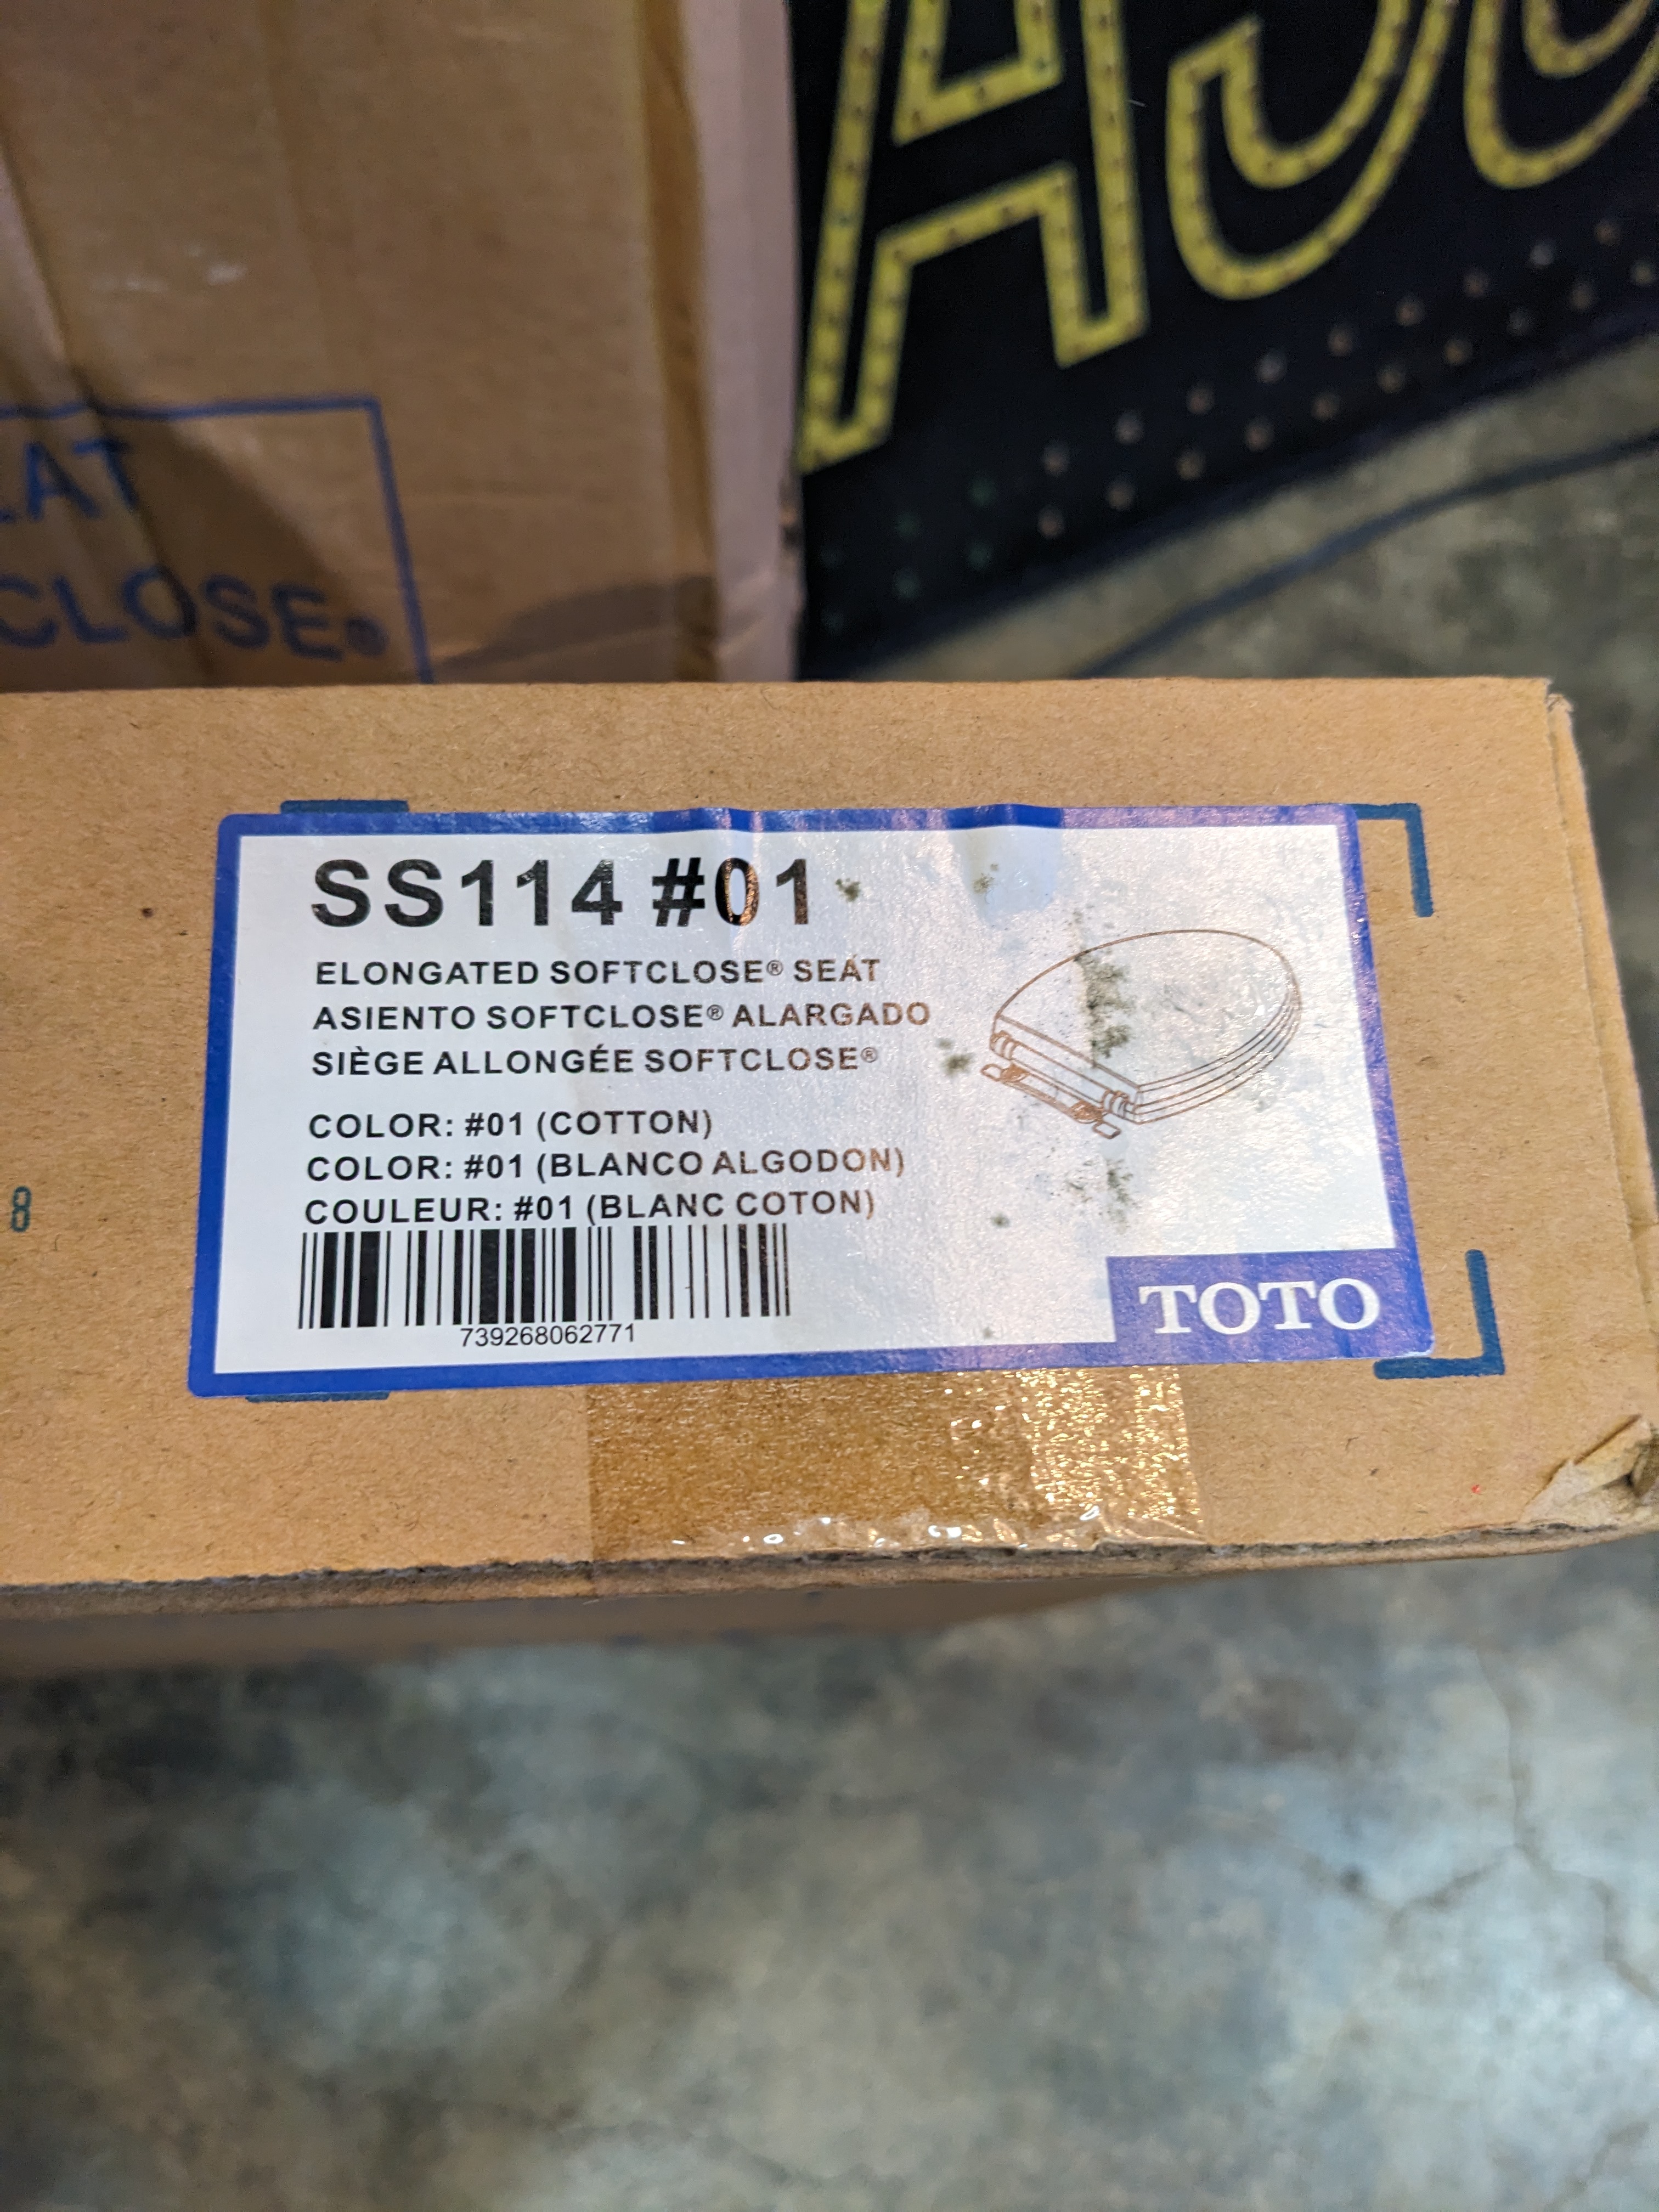 CLOSE®
8
SS114 #01
ELONGATED SOFTCLOSE® SEAT
ASIENTO SOFTCLOSE® ALARGADO
SIÈGE ALLONGÉE SOFTCLOSE®
COLOR: #01 (COTTON)
COLOR: #01 (BLANCO ALGODON)
COULEUR: #01 (BLANC COTON)
739268062771
TOTO